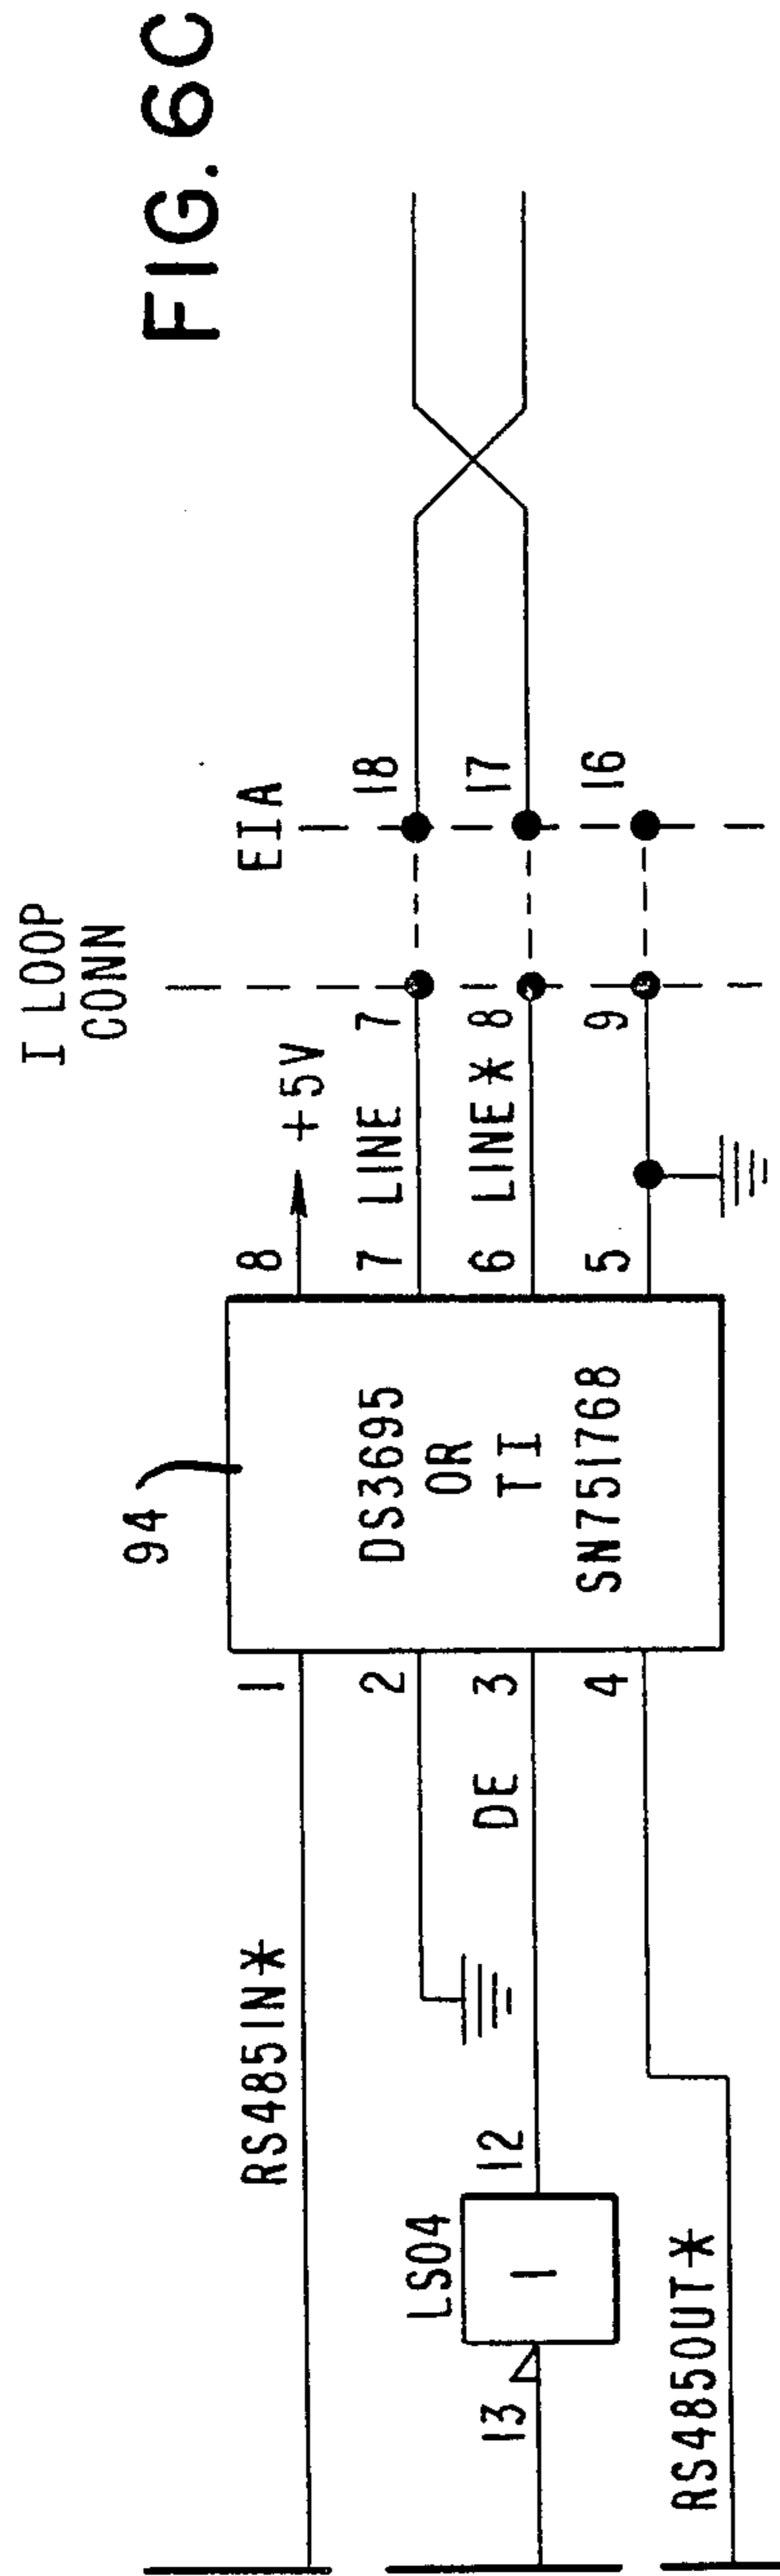 FIG. 6C
I LOOP
CONN
EIA
94
RS485IN*
1
8
+5V
2
7
LINE
7
18
LS04
13
1
12
DE
3
6
LINE*
8
17
RS485OUT*
4
5
9
16
DS3695
OR
TI
SN751768